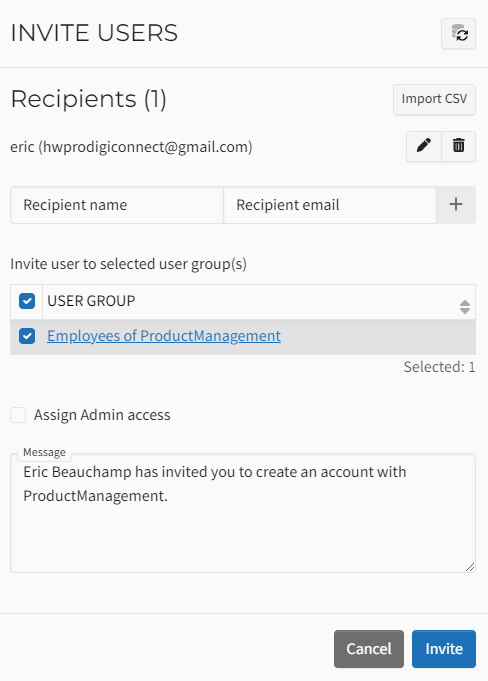 INVITE USERS
Recipients (1)
Import CSV
eric (hwprodigiconnect@gmail.com)
Recipient name
Recipient email
Invite user to selected user group(s)
USER GROUP
Employees of ProductManagement
Selected: 1
Assign Admin access
Message
Eric Beauchamp has invited you to create an account with
ProductManagement.
Cancel
Invite